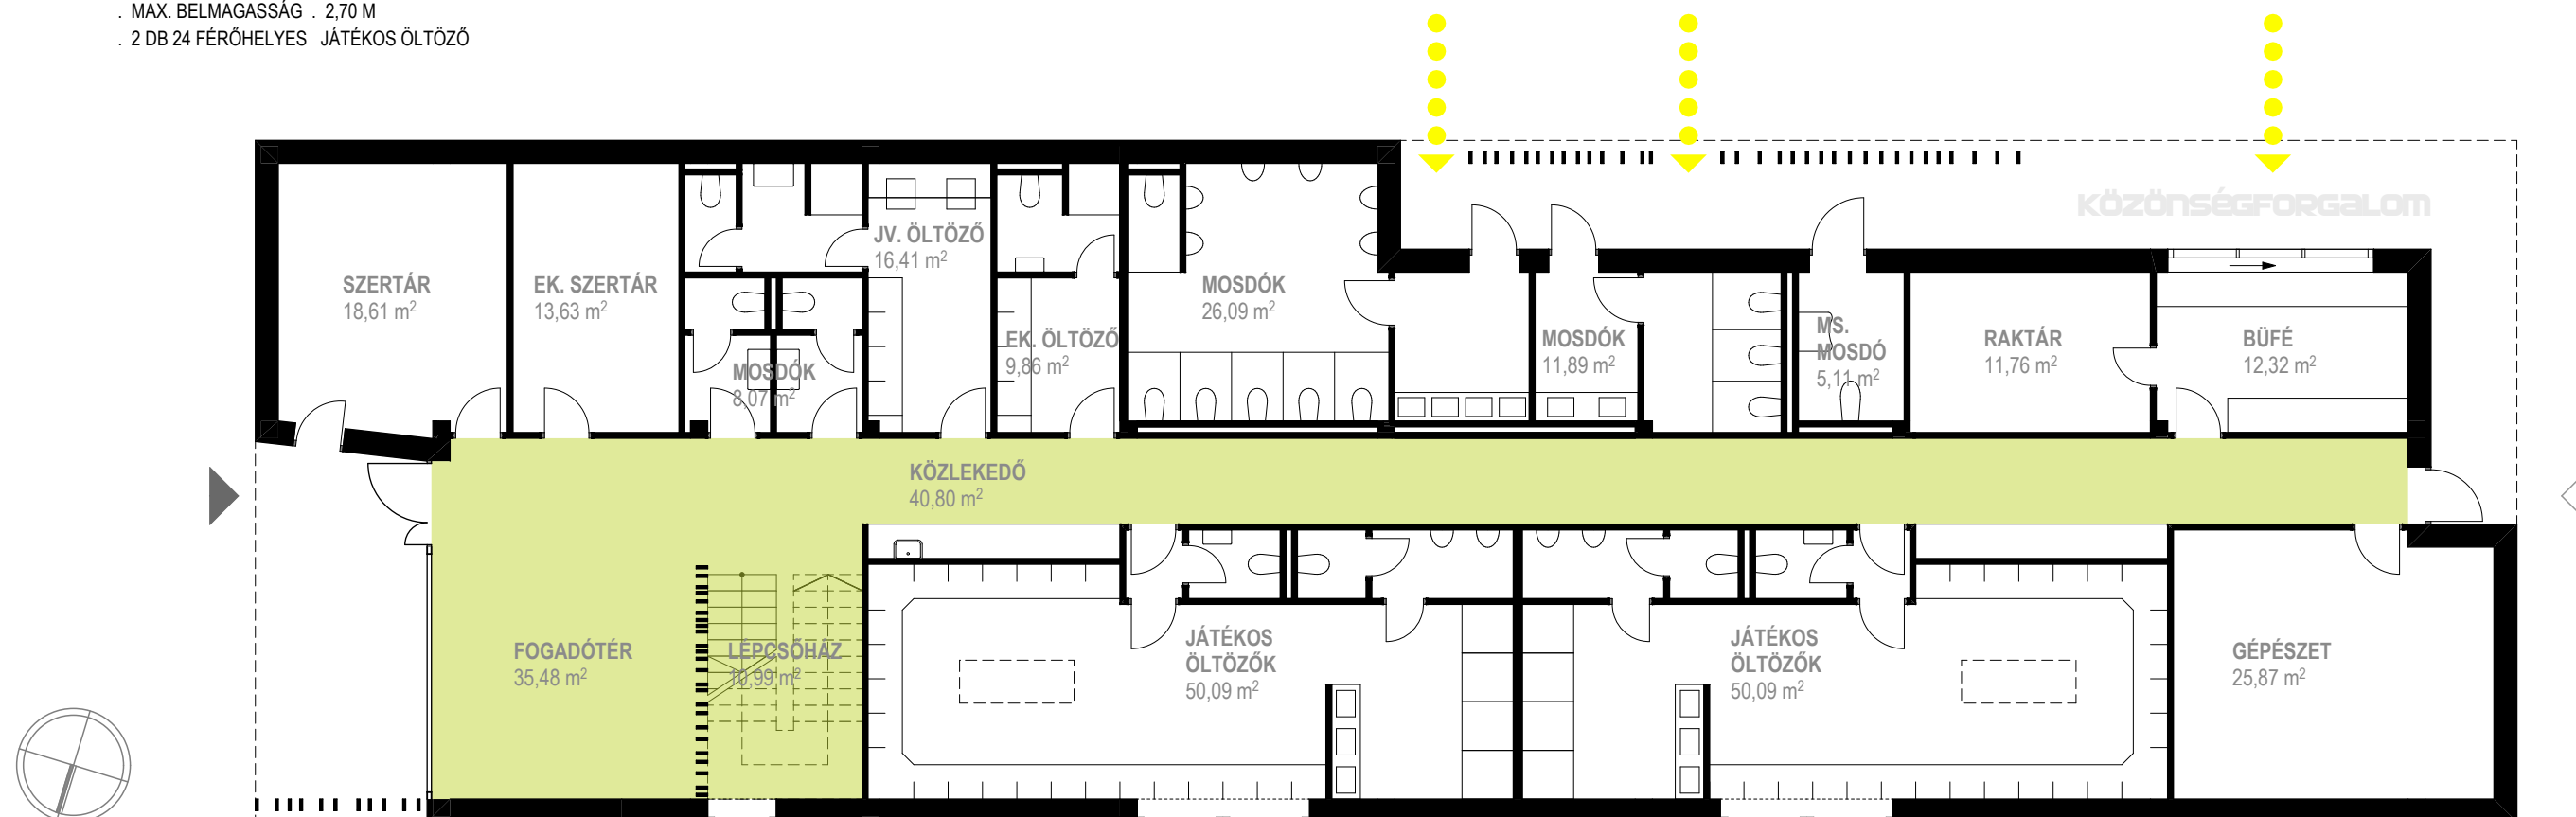 . MAX. BELMAGASSÁG . 2,70 M
. 2 DB 24 FÉRŐHELYES JÁTÉKOS ÖLTÖZŐ
KÖZÖNSÉGFORGALOM
SZERTÁR
18,61 m²
EK. SZERTÁR
13,63 m²
MOSDÓK
8,07 m²
JV. ÖLTÖZŐ
16,41 m²
EK. ÖLTÖZŐ
9,86 m²
MOSDÓK
26,09 m²
MOSDÓK
11,89 m²
MS.
MOSDÓ
5,11 m²
RAKTÁR
11,76 m²
BÜFÉ
12,32 m²
KÖZLEKEDŐ
40,80 m²
FOGADÓTÉR
35,48 m²
LÉPCSŐHÁZ
10,99 m²
JÁTÉKOS
ÖLTÖZŐK
50,09 m²
JÁTÉKOS
ÖLTÖZŐK
50,09 m²
GÉPÉSZET
25,87 m²